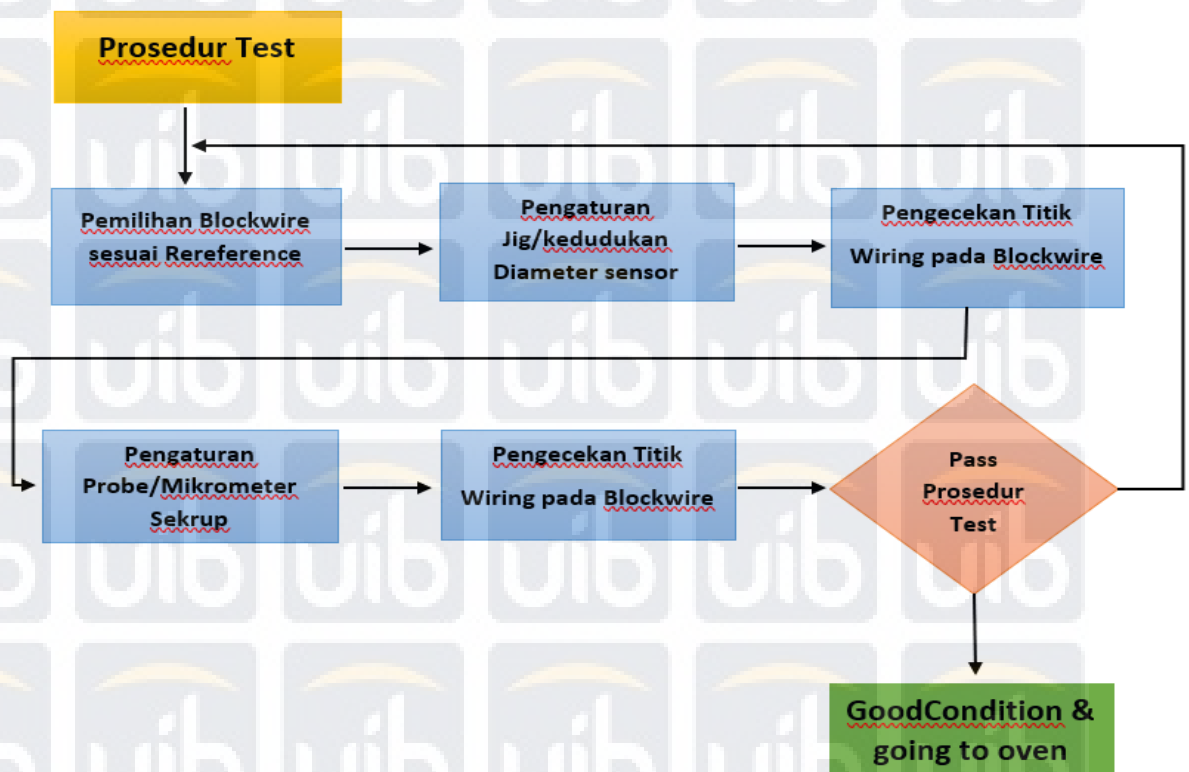 Prosedur Test
Pemilihan Blockwire
sesuai Rereference
Pengaturan
Jig/kedudukan
Diameter sensor
Pengecekan Titik
Wiring pada Blockwire
Pengaturan
Probe/Mikrometer
Sekrup
Pengecekan Titik
Wiring pada Blockwire
Pass
Prosedur
Test
GoodCondition &
going to oven
uib